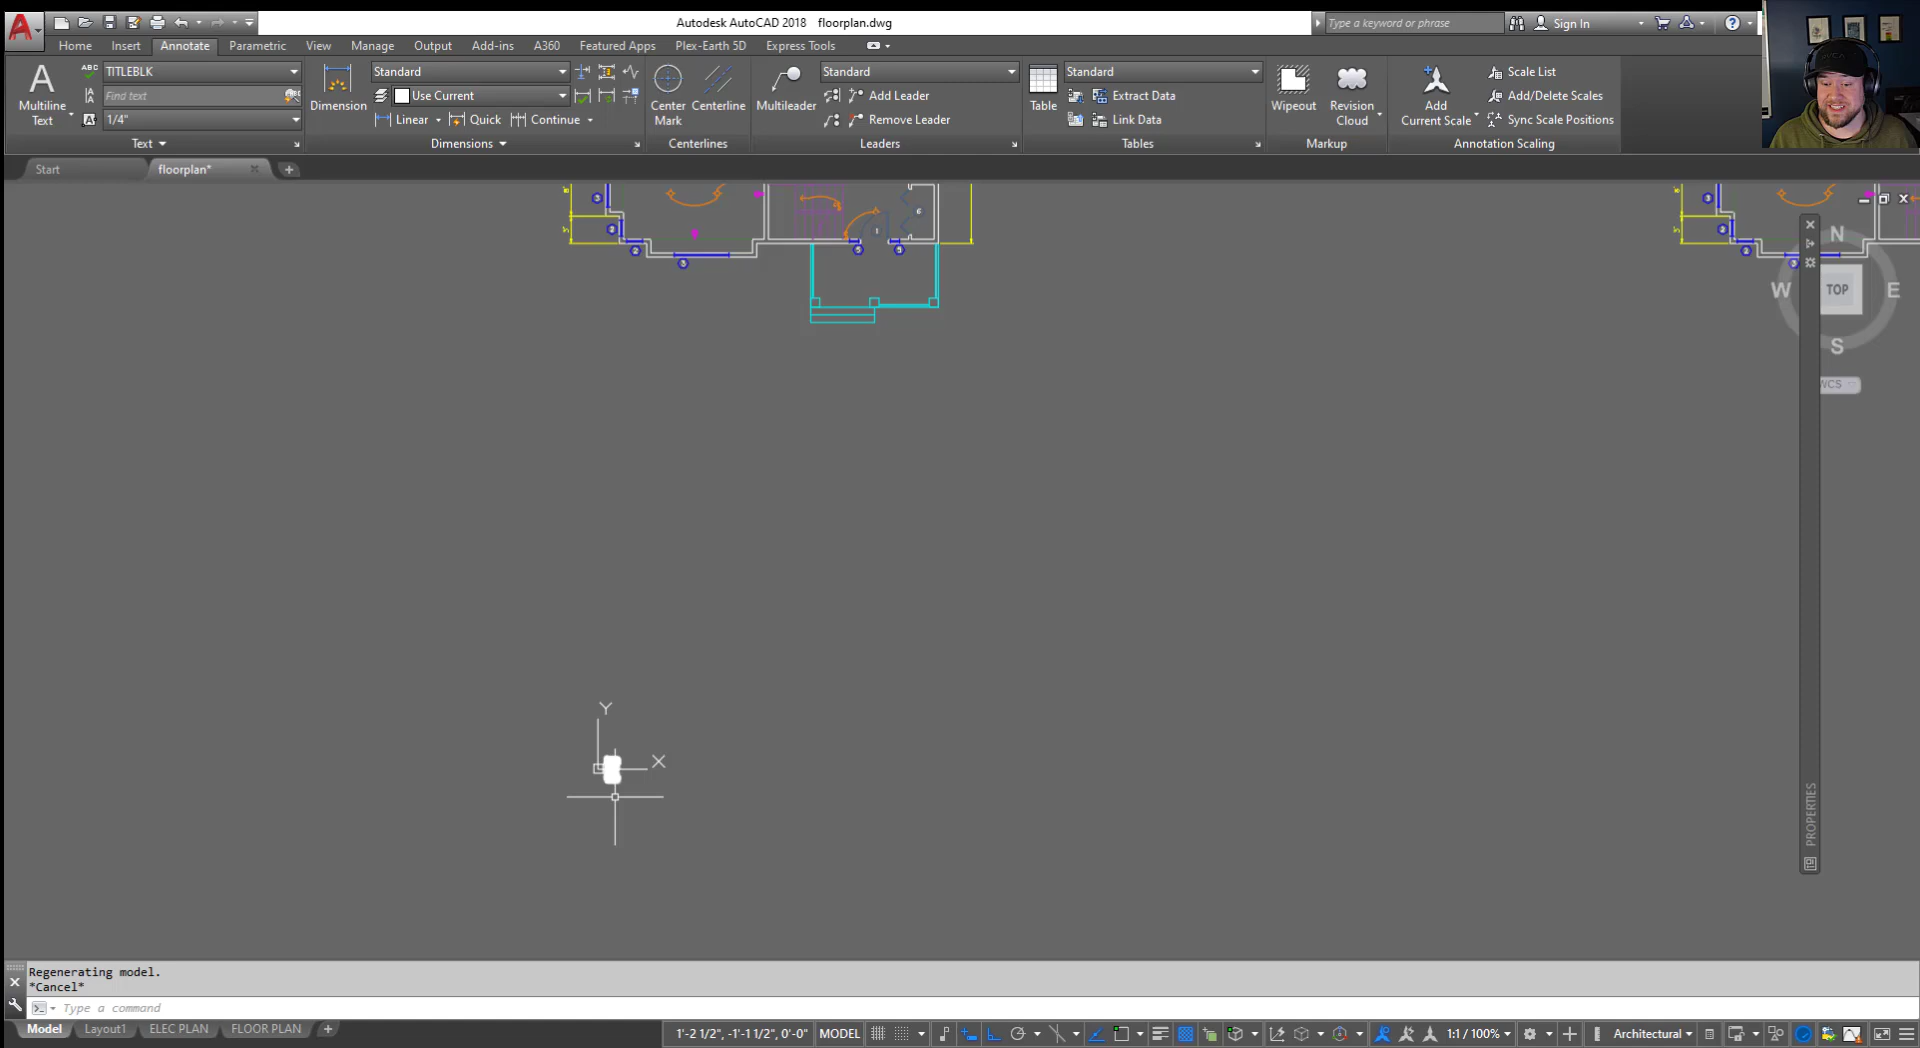 Autodesk AutoCAD 2018 floorplan.dwg
Type a keyword or phrase
Sign In
Home Insert Annotate Parametric View Manage Output Add-ins A360 Featured Apps Plex-Earth 5D Express Tools
A
Multiline
Text
ABC
TITLEBLK
Find text
1/4"
Text
Dimension
Standard
Use Current
Linear
Quick
Continue
Dimensions
Center
Mark
Centerline
Centerlines
Multileader
Standard
Add Leader
Remove Leader
Leaders
Table
Standard
Extract Data
Link Data
Tables
Wipeout
Revision
Cloud
Markup
Add
Current Scale
Scale List
Add/Delete Scales
Sync Scale Positions
Annotation Scaling
Start
floorplan*
N
W
TOP
E
S
WCS
PROPERTIES
Y
X
Regenerating model.
*Cancel*
Type a command
Model Layout1 ELEC PLAN FLOOR PLAN
1'-2 1/2", -1'-1 1/2", 0'-0" MODEL
1:1 / 100%
Architectural